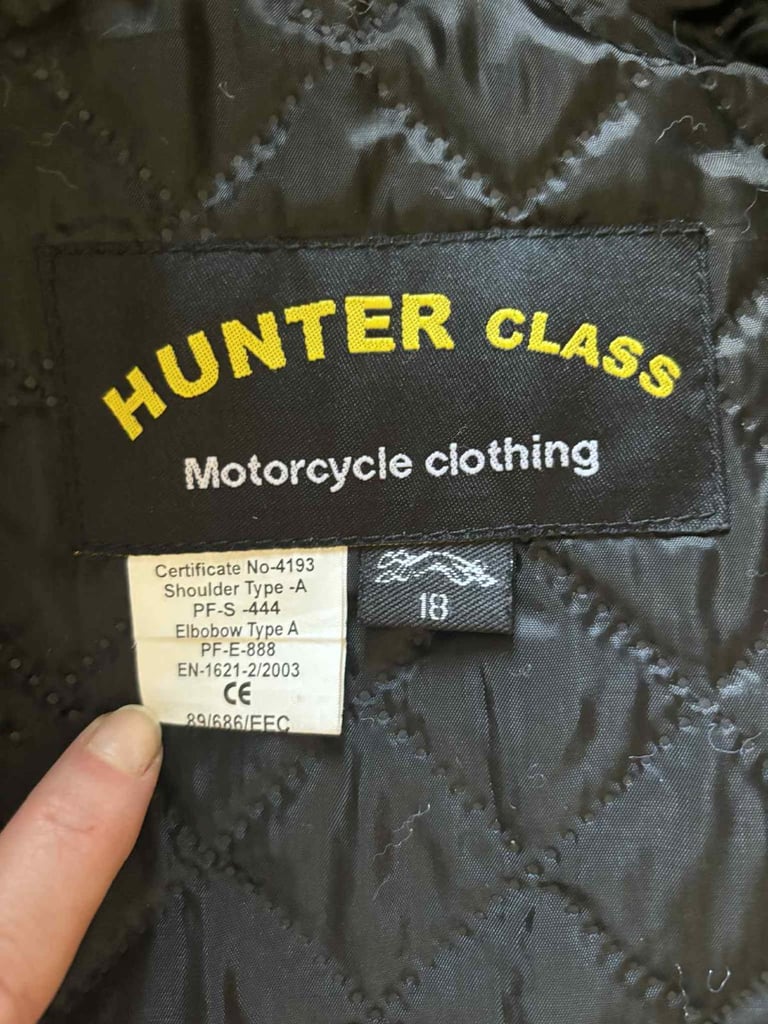 HUNTER CLASS
Motorcycle clothing
Certificate No-4193
Shoulder Type -A
PF-S -444
Elbobow Type A
PF-E-888
EN-1621-2/2003
CE
89/686/EEC
18